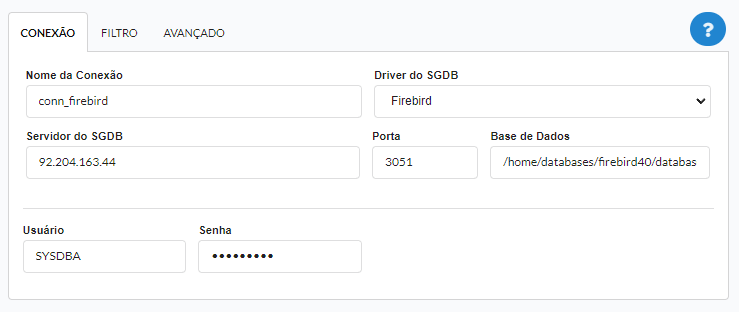 CONEXÃO FILTRO AVANÇADO ?
Nome da Conexão Driver do SGDB
conn_firebird Firebird
Servidor do SGDB Porta Base de Dados
92.204.163.44 3051 /home/databases/firebird40/databas
Usuário Senha
SYSDBA •••••••••